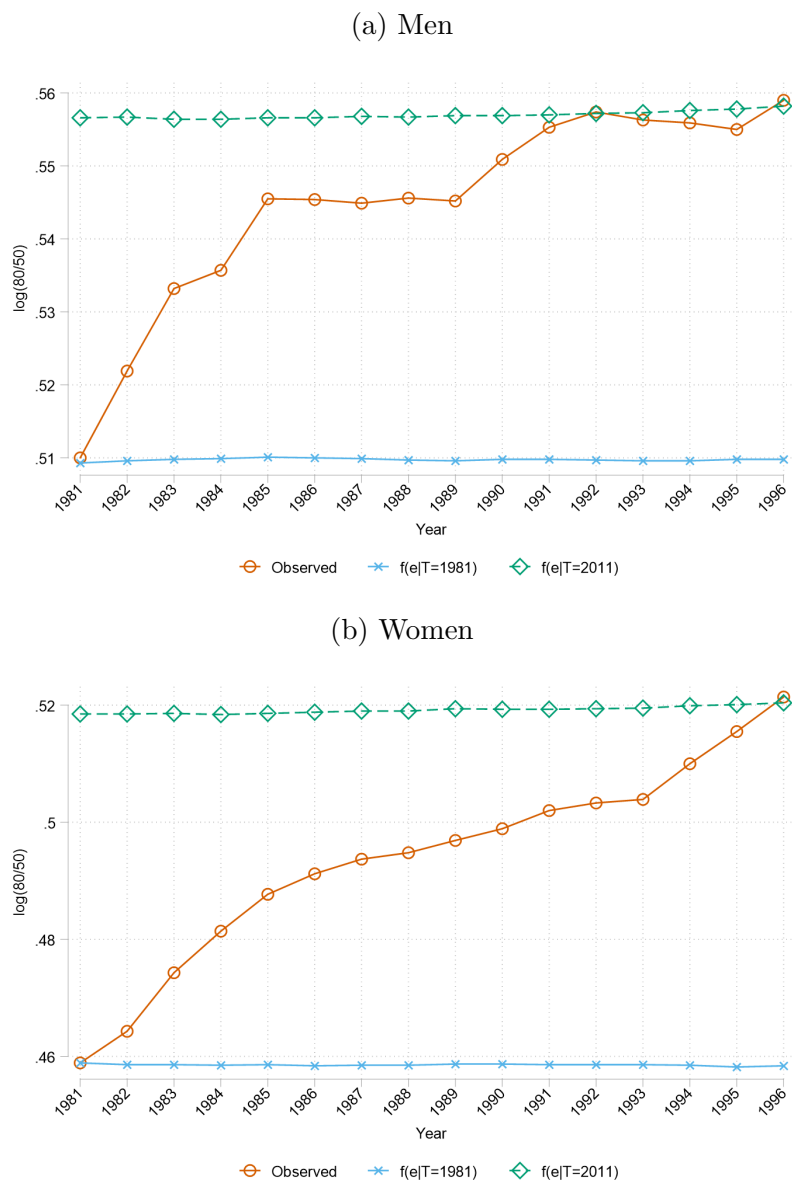 (a) Men
.56
.55
.54
.53
.52
.51
log(80/50)
1981 1982 1983 1984 1985 1986 1987 1988 1989 1990 1991 1992 1993 1994 1995 1996
Year
Observed f(e|T=1981) f(e|T=2011)
(b) Women
.52
.5
.48
.46
log(80/50)
1981 1982 1983 1984 1985 1986 1987 1988 1989 1990 1991 1992 1993 1994 1995 1996
Year
Observed f(e|T=1981) f(e|T=2011)